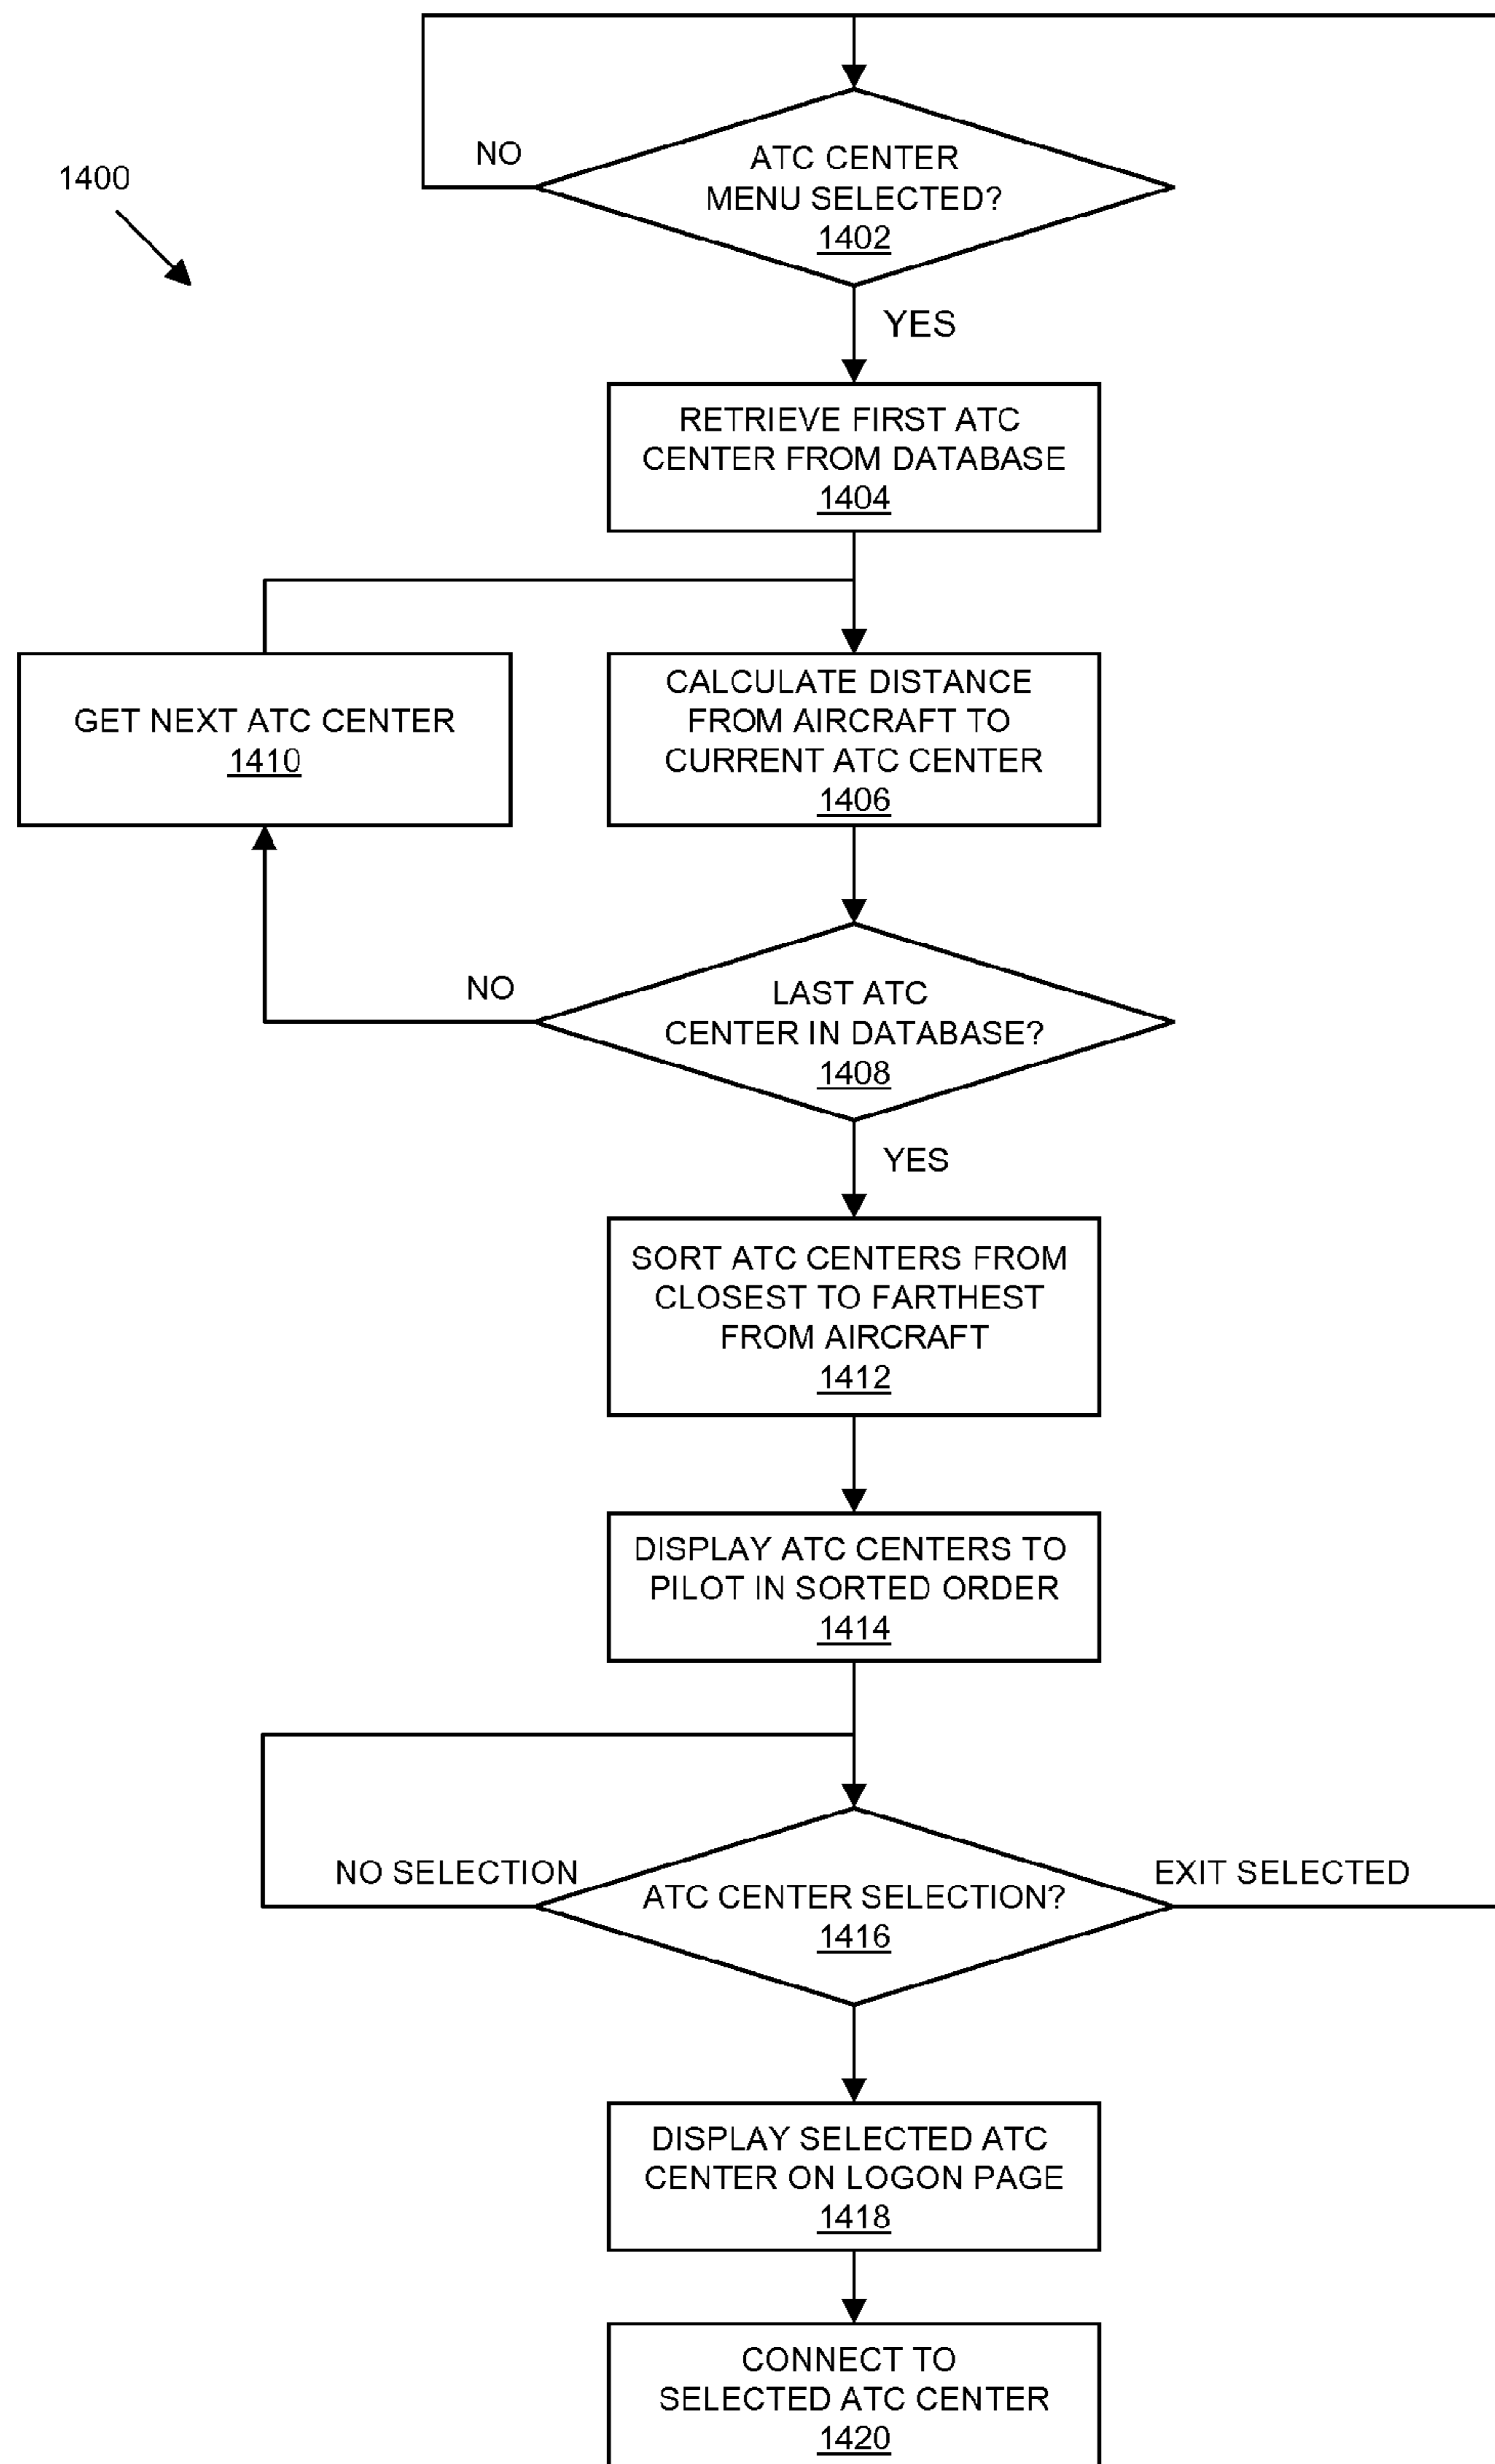 1400
NO
ATC CENTER
MENU SELECTED?
1402
YES
RETRIEVE FIRST ATC
CENTER FROM DATABASE
1404
GET NEXT ATC CENTER
1410
CALCULATE DISTANCE
FROM AIRCRAFT TO
CURRENT ATC CENTER
1406
NO
LAST ATC
CENTER IN DATABASE?
1408
YES
SORT ATC CENTERS FROM
CLOSEST TO FARTHEST
FROM AIRCRAFT
1412
DISPLAY ATC CENTERS TO
PILOT IN SORTED ORDER
1414
NO SELECTION
ATC CENTER SELECTION?
1416
EXIT SELECTED
DISPLAY SELECTED ATC
CENTER ON LOGON PAGE
1418
CONNECT TO
SELECTED ATC CENTER
1420